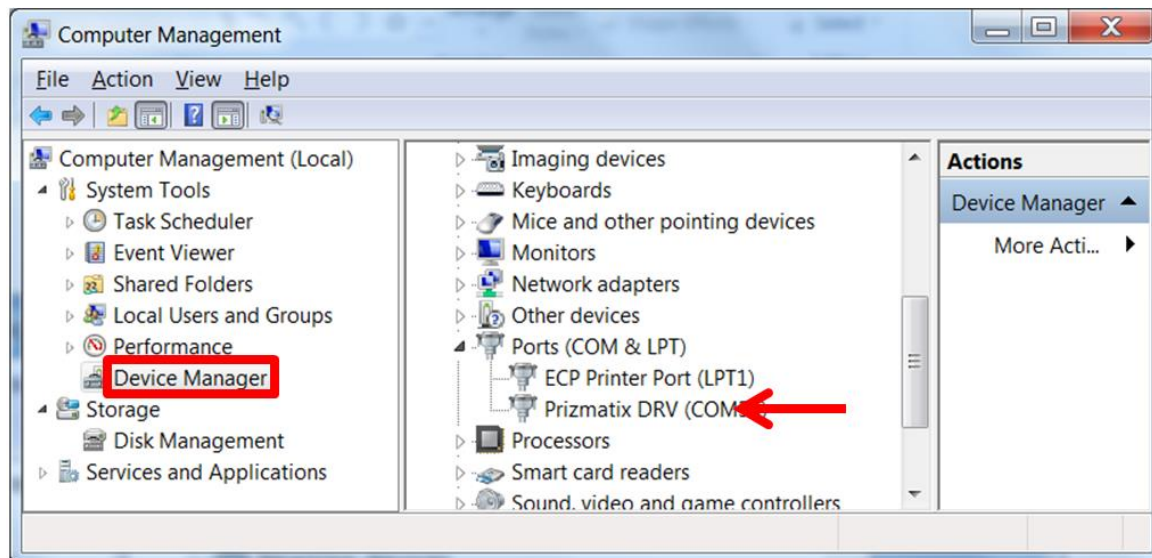 Computer Management
File Action View Help
Computer Management (Local)
System Tools
Task Scheduler
Event Viewer
Shared Folders
Local Users and Groups
Performance
Device Manager
Storage
Disk Management
Services and Applications
Imaging devices
Keyboards
Mice and other pointing devices
Monitors
Network adapters
Other devices
Ports (COM & LPT)
ECP Printer Port (LPT1)
Prizmatix DRV
Processors
Smart card readers
Sound, video and game controllers
Actions
Device Manager
More Acti...